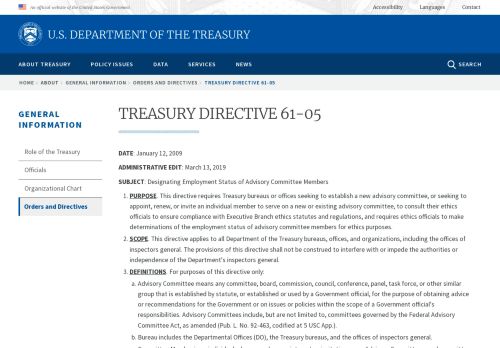 An official website of the United States Government
Accessibility Languages Contact
U.S. DEPARTMENT OF THE TREASURY
ABOUT TREASURY POLICY ISSUES DATA SERVICES NEWS SEARCH
HOME › ABOUT › GENERAL INFORMATION › ORDERS AND DIRECTIVES › TREASURY DIRECTIVE 61-05
GENERAL
INFORMATION
Role of the Treasury
Officials
Organizational Chart
Orders and Directives
TREASURY DIRECTIVE 61-05
DATE: January 12, 2009
ADMINISTRATIVE EDIT: March 13, 2019
SUBJECT: Designating Employment Status of Advisory Committee Members
1. PURPOSE. This directive requires Treasury bureaus or offices seeking to establish a new advisory committee, or seeking to
appoint, renew, or invite an individual member to serve on a new or existing advisory committee, to consult their ethics
officials to ensure compliance with Executive Branch ethics statutes and regulations, and requires ethics officials to make
determinations of the employment status of advisory committee members for ethics purposes.
2. SCOPE. This directive applies to all Department of the Treasury bureaus, offices, and organizations, including the offices of
inspectors general. The provisions of this directive shall not be construed to interfere with or impede the authorities or
independence of the Department's inspectors general.
3. DEFINITIONS. For purposes of this directive only:
a. Advisory Committee means any committee, board, commission, council, conference, panel, task force, or other similar
group that is established by statute, or established or used by a Government official, for the purpose of obtaining advice
or recommendations for the Government or on issues or policies within the scope of a Government official's
responsibilities. Advisory Committees include, but are not limited to, committees governed by the Federal Advisory
Committee Act, as amended (Pub. L. No. 92-463, codified at 5 USC App.).
b. Bureau includes the Departmental Offices (DO), the Treasury bureaus, and the offices of inspectors general.